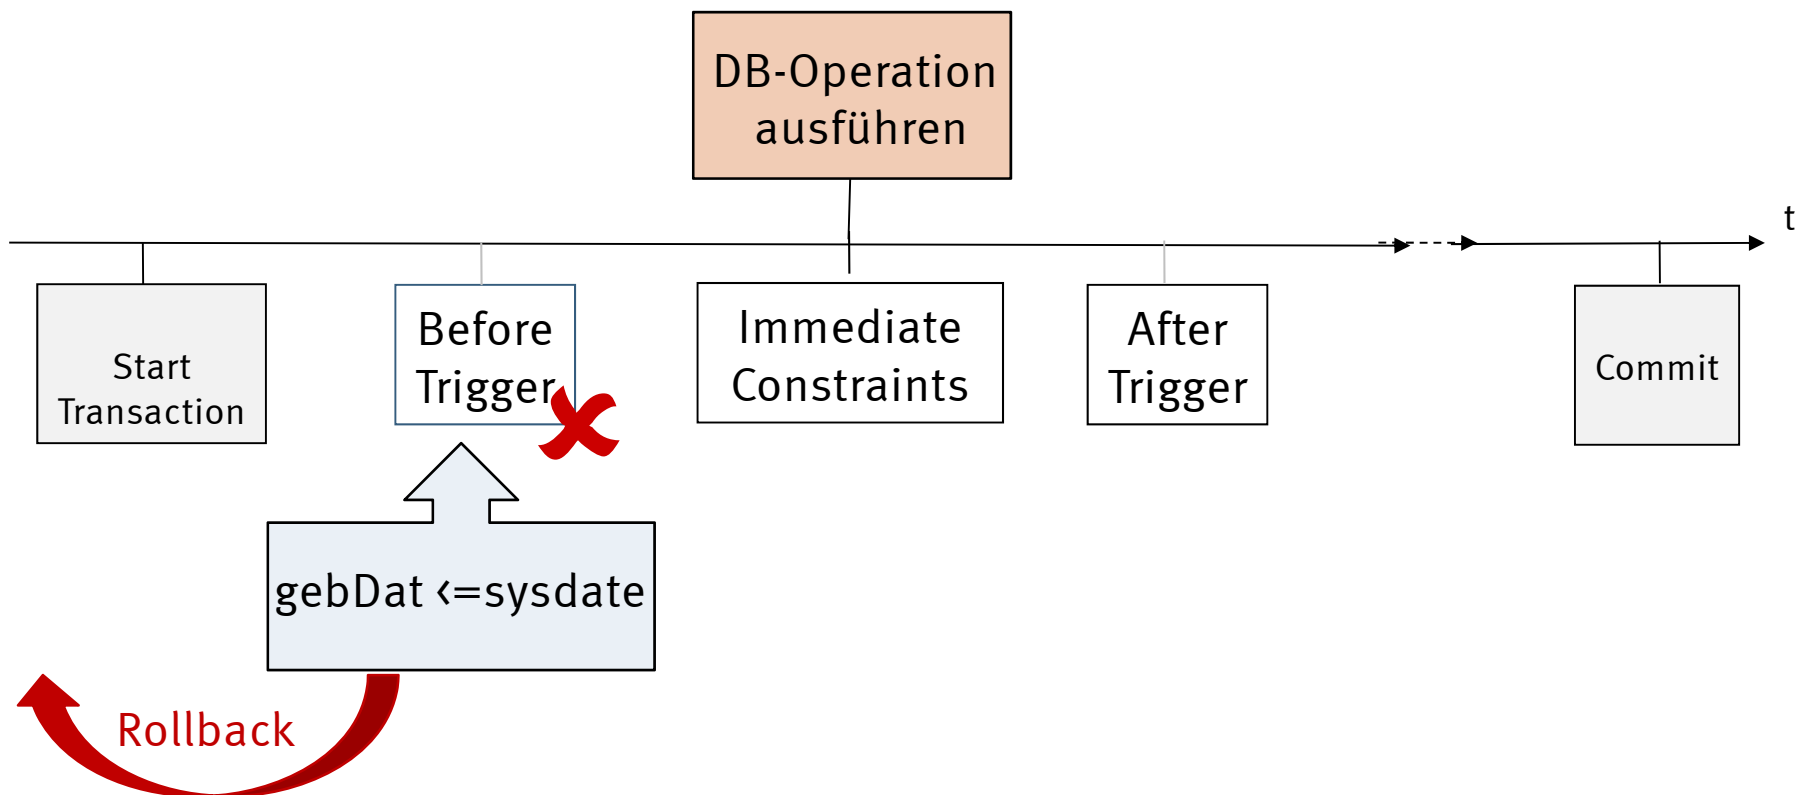 DB-Operation
ausführen
t
Start
Transaction
Before
Trigger
Immediate
Constraints
After
Trigger
Commit
gebDat <=sysdate
Rollback